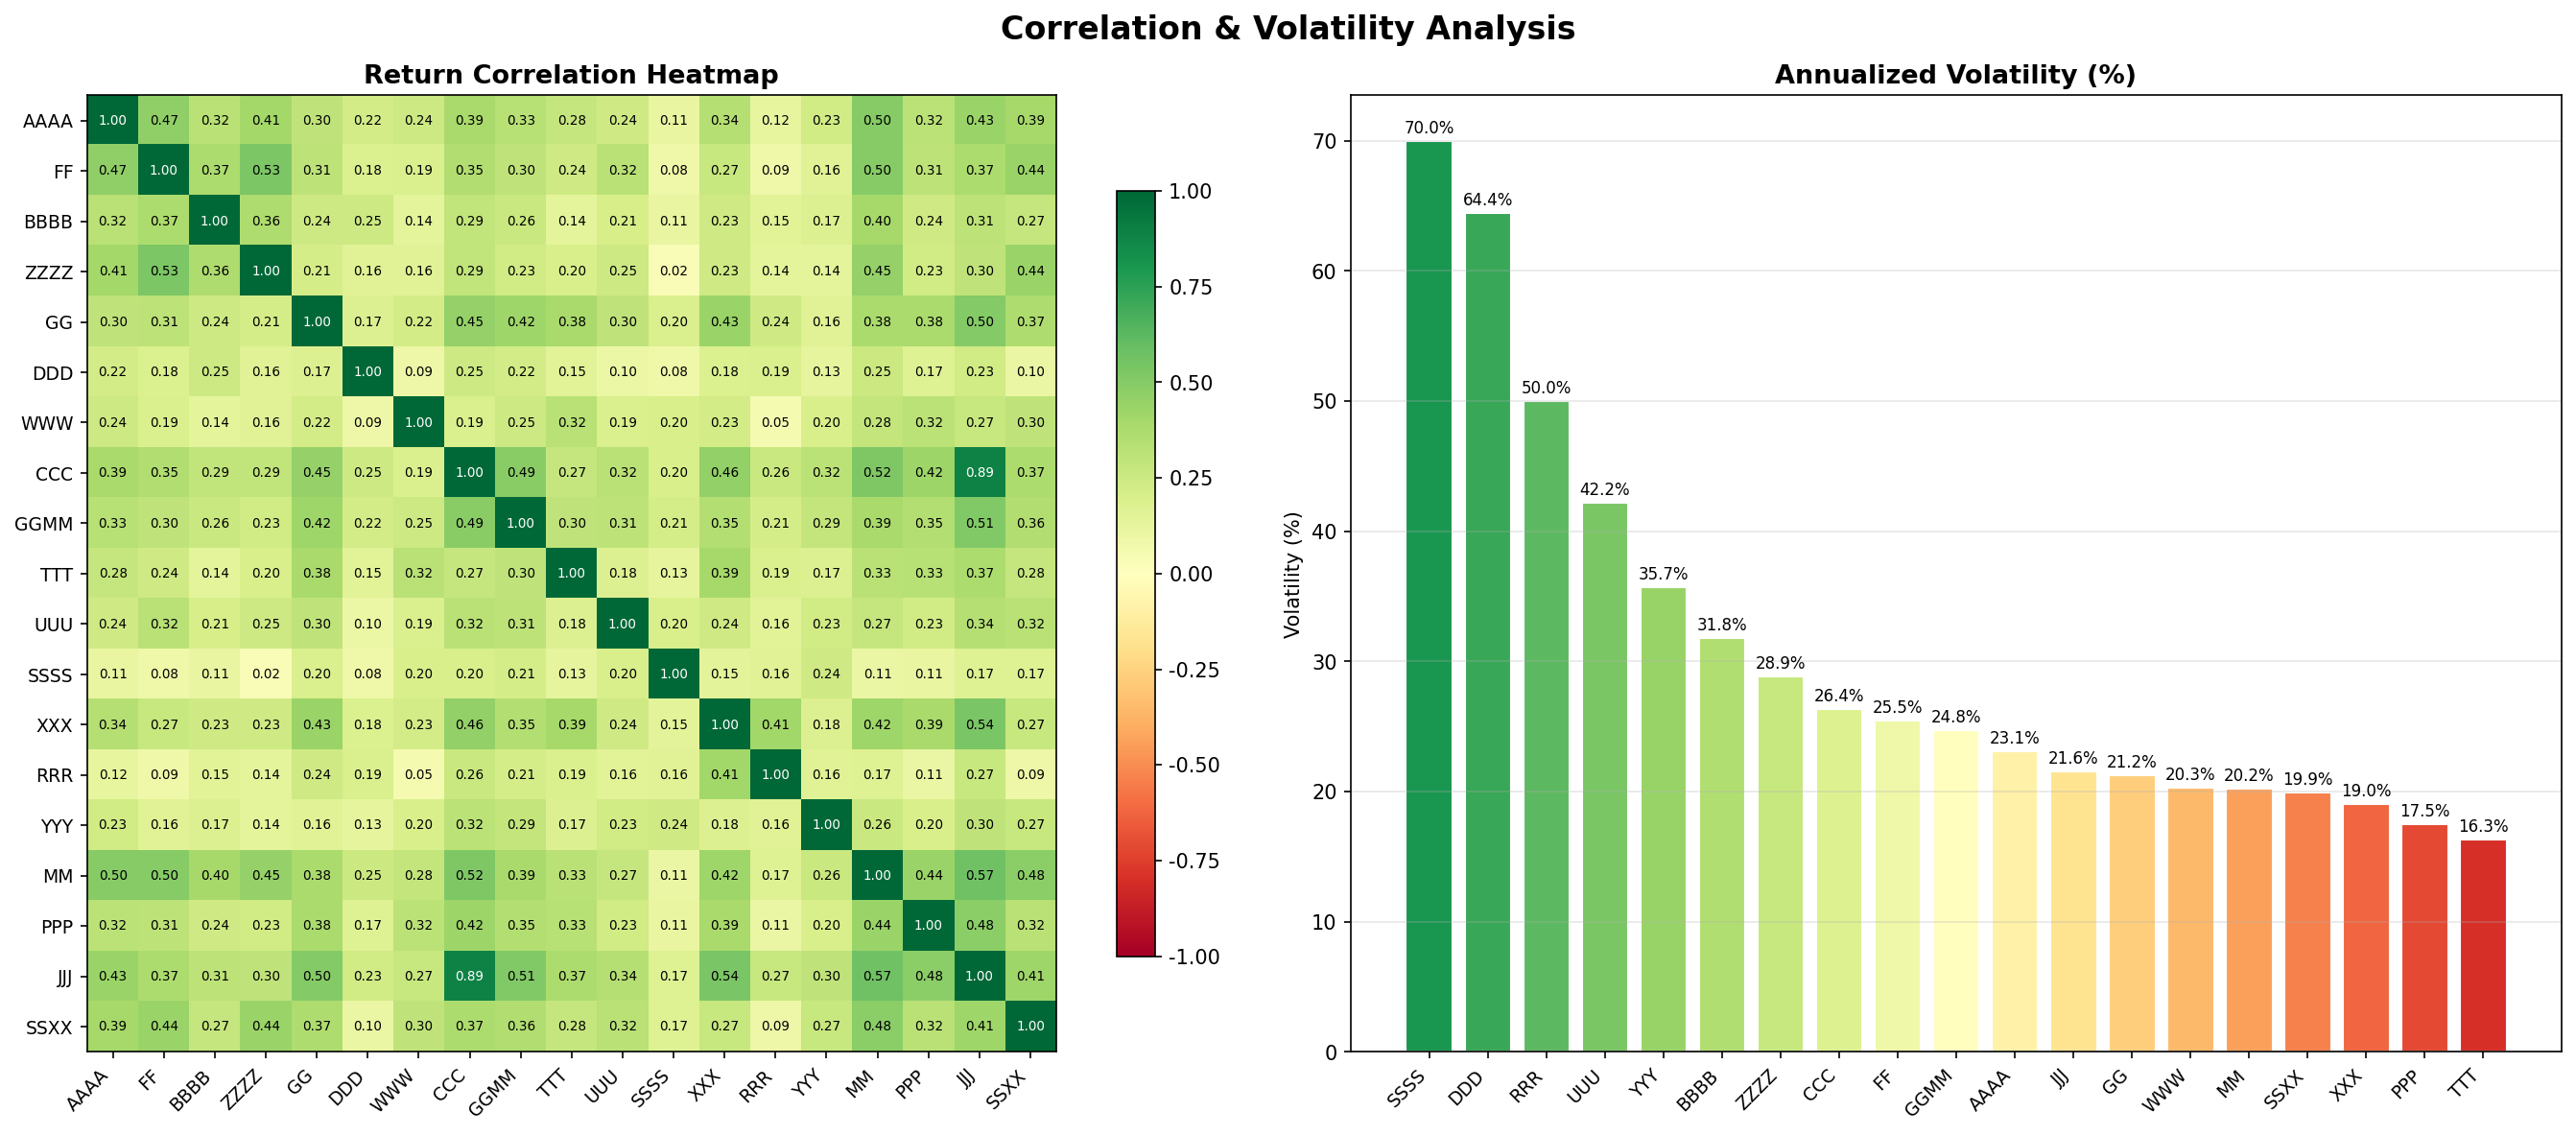 Correlation & Volatility Analysis
Return Correlation Heatmap
AAAA 1.00 0.47 0.32 0.41 0.30 0.22 0.24 0.39 0.33 0.28 0.24 0.11 0.34 0.12 0.23 0.50 0.32 0.43 0.39
FF 0.47 1.00 0.37 0.53 0.31 0.18 0.19 0.35 0.30 0.24 0.32 0.08 0.27 0.09 0.16 0.50 0.31 0.37 0.44
BBBB 0.32 0.37 1.00 0.36 0.24 0.25 0.14 0.29 0.26 0.14 0.21 0.11 0.23 0.15 0.17 0.40 0.24 0.31 0.27
ZZZZ 0.41 0.53 0.36 1.00 0.21 0.16 0.16 0.29 0.23 0.20 0.25 0.02 0.23 0.14 0.14 0.45 0.23 0.30 0.44
GG 0.30 0.31 0.24 0.21 1.00 0.17 0.22 0.45 0.42 0.38 0.30 0.20 0.43 0.24 0.16 0.38 0.38 0.50 0.37
DDD 0.22 0.18 0.25 0.16 0.17 1.00 0.09 0.25 0.22 0.15 0.10 0.08 0.18 0.19 0.13 0.25 0.17 0.23 0.10
WWW 0.24 0.19 0.14 0.16 0.22 0.09 1.00 0.19 0.25 0.32 0.19 0.20 0.23 0.05 0.20 0.28 0.32 0.27 0.30
CCC 0.39 0.35 0.29 0.29 0.45 0.25 0.19 1.00 0.49 0.27 0.32 0.20 0.46 0.26 0.32 0.52 0.42 0.89 0.37
GGMM 0.33 0.30 0.26 0.23 0.42 0.22 0.25 0.49 1.00 0.30 0.31 0.21 0.35 0.21 0.29 0.39 0.35 0.51 0.36
TTT 0.28 0.24 0.14 0.20 0.38 0.15 0.32 0.27 0.30 1.00 0.18 0.13 0.39 0.19 0.17 0.33 0.33 0.37 0.28
UUU 0.24 0.32 0.21 0.25 0.30 0.10 0.19 0.32 0.31 0.18 1.00 0.20 0.24 0.16 0.23 0.27 0.23 0.34 0.32
SSSS 0.11 0.08 0.11 0.02 0.20 0.08 0.20 0.20 0.21 0.13 0.20 1.00 0.15 0.16 0.24 0.11 0.11 0.17 0.17
XXX 0.34 0.27 0.23 0.23 0.43 0.18 0.23 0.46 0.35 0.39 0.24 0.15 1.00 0.41 0.18 0.42 0.39 0.54 0.27
RRR 0.12 0.09 0.15 0.14 0.24 0.19 0.05 0.26 0.21 0.19 0.16 0.16 0.41 1.00 0.16 0.17 0.11 0.27 0.09
YYY 0.23 0.16 0.17 0.14 0.16 0.13 0.20 0.32 0.29 0.17 0.23 0.24 0.18 0.16 1.00 0.26 0.20 0.30 0.27
MM 0.50 0.50 0.40 0.45 0.38 0.25 0.28 0.52 0.39 0.33 0.27 0.11 0.42 0.17 0.26 1.00 0.44 0.57 0.48
PPP 0.32 0.31 0.24 0.23 0.38 0.17 0.32 0.42 0.35 0.33 0.23 0.11 0.39 0.11 0.20 0.44 1.00 0.48 0.32
JJJ 0.43 0.37 0.31 0.30 0.50 0.23 0.27 0.89 0.51 0.37 0.34 0.17 0.54 0.27 0.30 0.57 0.48 1.00 0.41
SSXX 0.39 0.44 0.27 0.44 0.37 0.10 0.30 0.37 0.36 0.28 0.32 0.17 0.27 0.09 0.27 0.48 0.32 0.41 1.00
AAAA FF BBBB ZZZZ GG DDD WWW CCC GGMM TTT UUU SSSS XXX RRR YYY MM PPP JJJ SSXX
1.00
0.75
0.50
0.25
0.00
-0.25
-0.50
-0.75
-1.00
Annualized Volatility (%)
Volatility (%)
70
60
50
40
30
20
10
0
70.0% 64.4% 50.0% 42.2% 35.7% 31.8% 28.9% 26.4% 25.5% 24.8% 23.1% 21.6% 21.2% 20.3% 20.2% 19.9% 19.0% 17.5% 16.3%
SSSS DDD RRR UUU YYY BBBB ZZZZ CCC FF GGMM AAAA JJJ GG WWW MM SSXX XXX PPP TTT